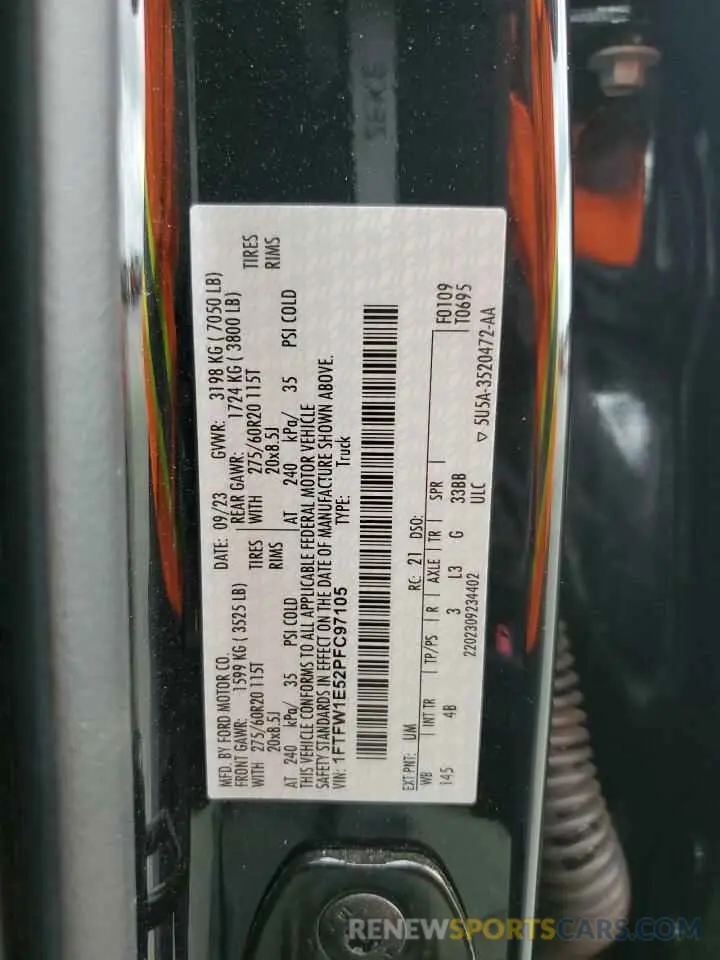 MFD. BY FORD MOTOR CO.
DATE: 09/23
GVWR: 3198 KG ( 7050 LB)
FRONT GAWR: 1599 KG ( 3525 LB)
REAR GAWR: 1724 KG ( 3800 LB)
WITH 275/60R20 115T TIRES
WITH 275/60R20 115T TIRES
20x8.5J RIMS
20x8.5J RIMS
AT 240 kPa/ 35 PSI COLD
AT 240 kPa/ 35 PSI COLD
THIS VEHICLE CONFORMS TO ALL APPLICABLE FEDERAL MOTOR VEHICLE
SAFETY STANDARDS IN EFFECT ON THE DATE OF MANUFACTURE SHOWN ABOVE.
VIN: 1FTFW1E52PFC97105
TYPE: Truck
F0109
T0695
EXT PNT: UM RC: 21 DSO:
WB INT TR TP/PS R AXLE TR SPR
145 4B 3 L3 G 33BB
2202309234402 ULC
5U5A-3520472-AA
RENEWSPORTSCARS.COM